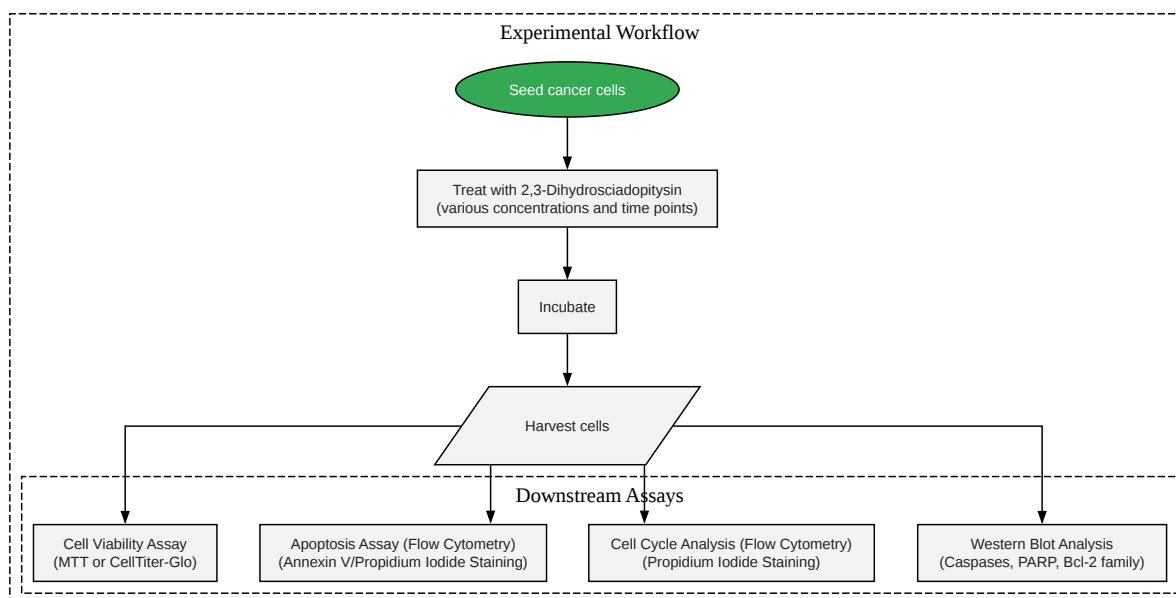 Experimental Workflow
Seed cancer cells
Treat with 2,3-Dihydrosciadopitysin
(various concentrations and time points)
Incubate
Harvest cells
Downstream Assays
Cell Viability Assay
(MTT or CellTiter-Glo)
Apoptosis Assay (Flow Cytometry)
(Annexin V/Propidium Iodide Staining)
Cell Cycle Analysis (Flow Cytometry)
(Propidium Iodide Staining)
Western Blot Analysis
(Caspases, PARP, Bcl-2 family)